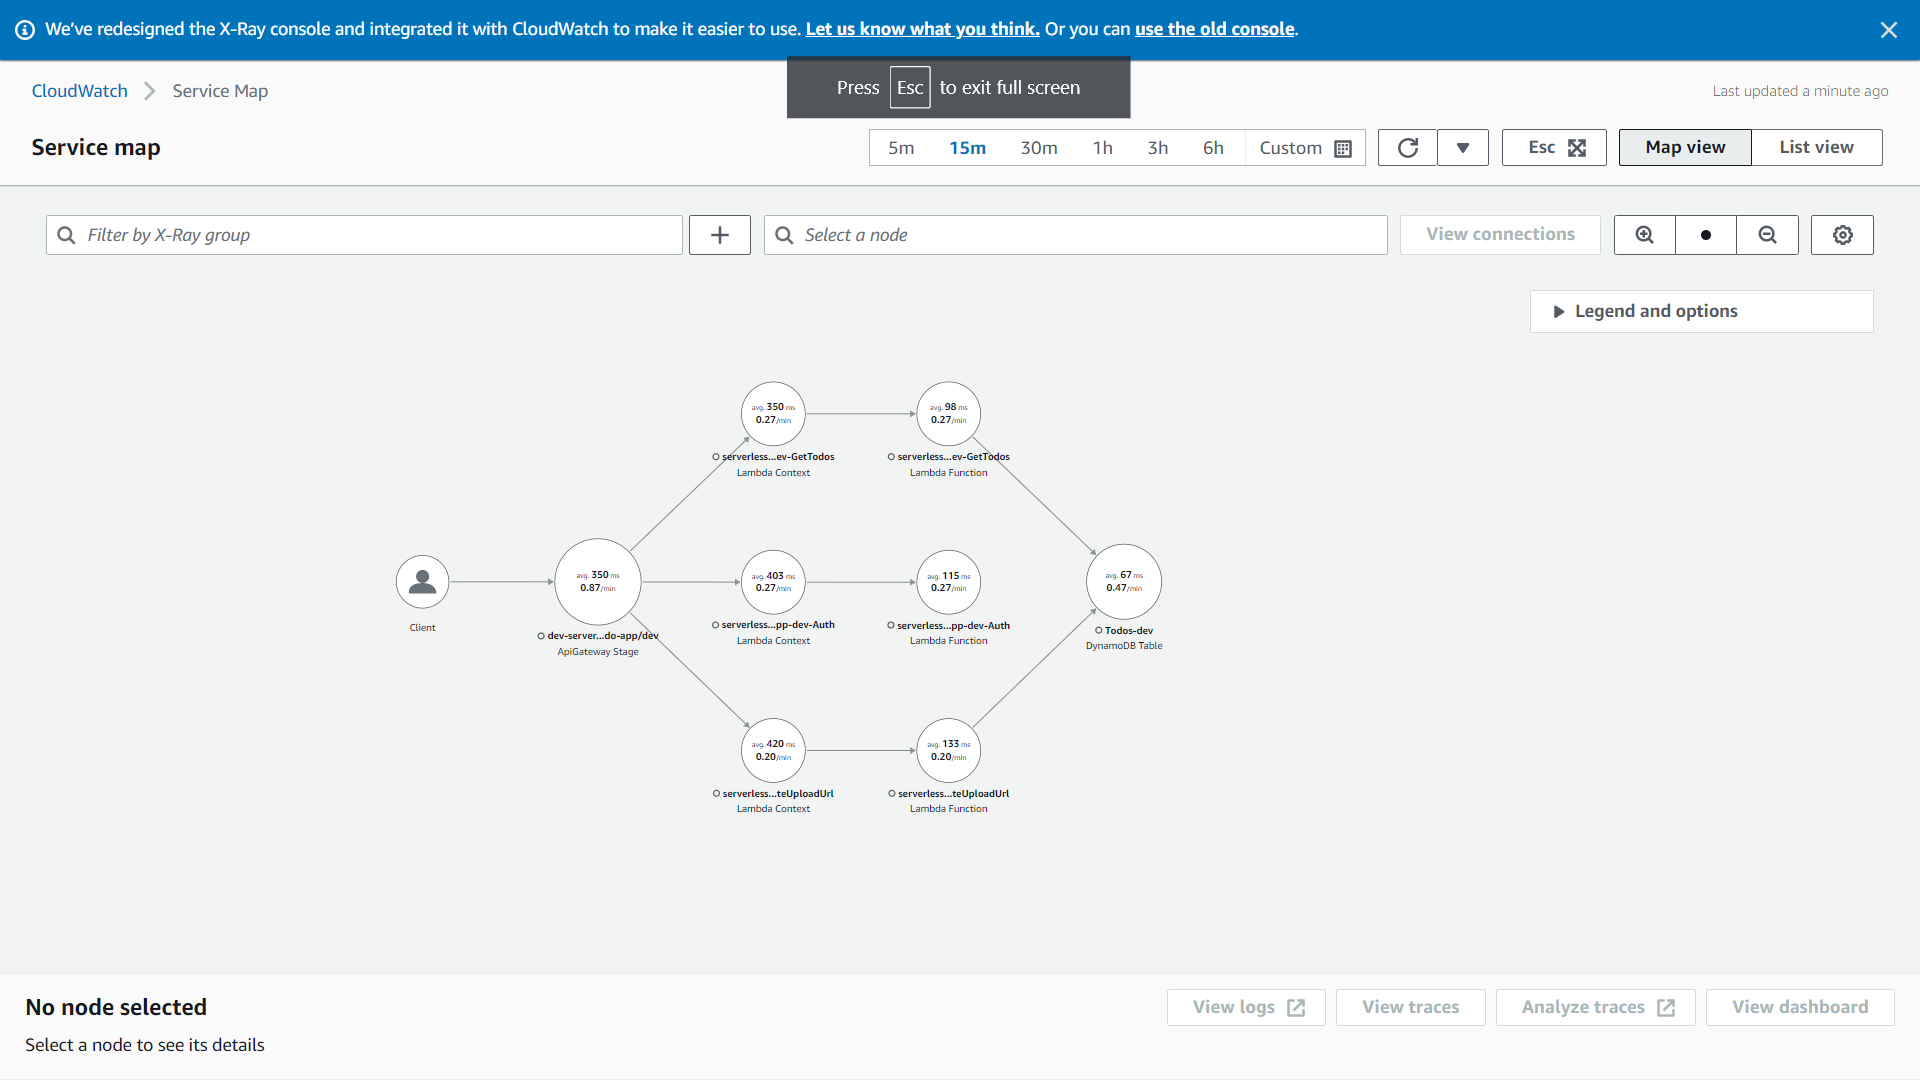 We've redesigned the X-Ray console and integrated it with CloudWatch to make it easier to use. Let us know what you think. Or you can use the old console.
Press Esc to exit full screen
CloudWatch Service Map
Last updated a minute ago
Service map
5m 15m 30m 1h 3h 6h Custom
Esc
Map view List view
Filter by X-Ray group
Select a node
View connections
Legend and options
avg. 350 ms
0.27/min
serverless...ev-GetTodos
Lambda Context
avg. 98 ms
0.27/min
serverless...ev-GetTodos
Lambda Function
Client
avg. 350 ms
0.87/min
dev-server...do-app/dev
ApiGateway Stage
avg. 403 ms
0.27/min
serverless...pp-dev-Auth
Lambda Context
avg. 115 ms
0.27/min
serverless...pp-dev-Auth
Lambda Function
avg. 67 ms
0.47/min
Todos-dev
DynamoDB Table
avg. 420 ms
0.20/min
serverless...teUploadUrl
Lambda Context
avg. 133 ms
0.20/min
serverless...teUploadUrl
Lambda Function
No node selected
Select a node to see its details
View logs View traces Analyze traces View dashboard